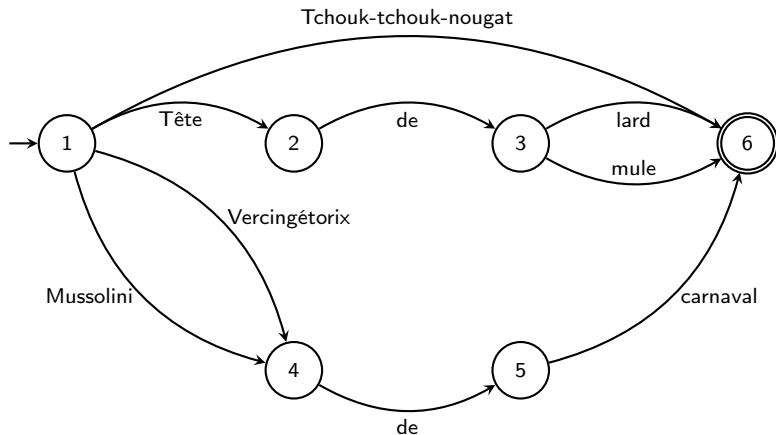 Tchouk-tchouk-nougat
Tête
de
lard
1
2
3
6
mule
Vercingétorix
Mussolini
carnaval
4
5
de